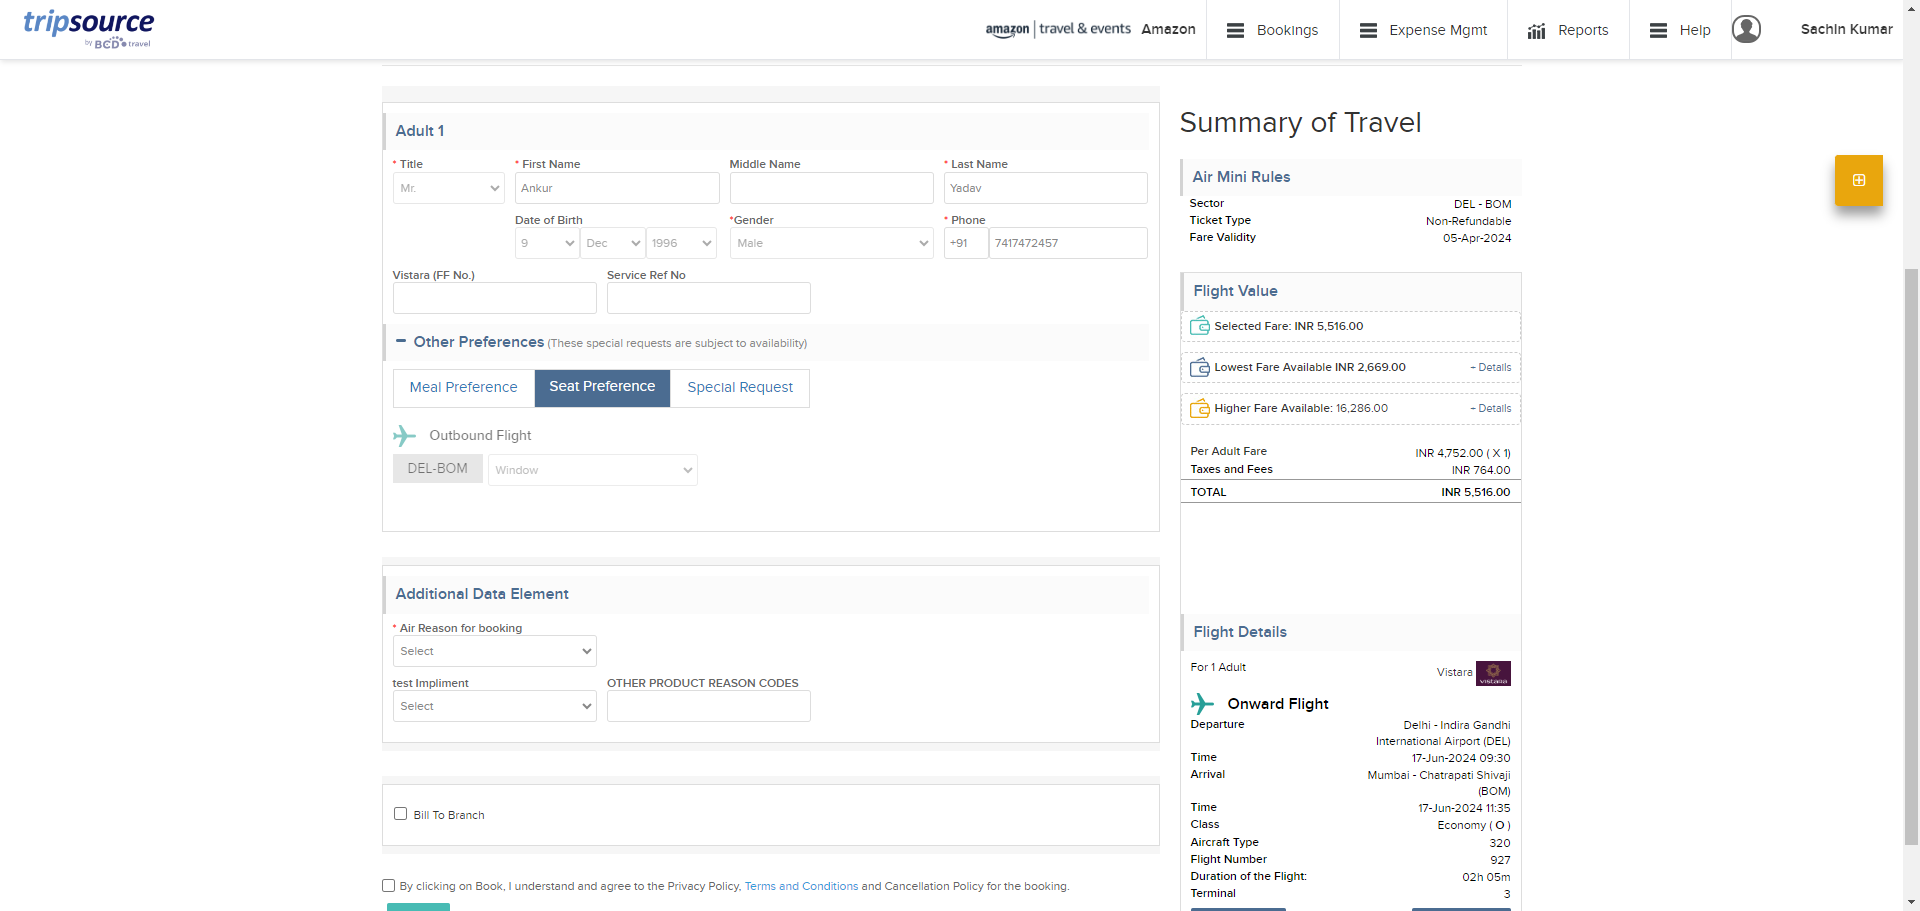 tripsource
by BCD travel
amazon | travel & events Amazon
Bookings
Expense Mgmt
Reports
Help
Sachin Kumar
Adult 1
* Title
* First Name
Middle Name
* Last Name
Mr.
Ankur
Yadav
Date of Birth
*Gender
* Phone
9
Dec
1996
Male
+91
7417472457
Vistara (FF No.)
Service Ref No
Other Preferences (These special requests are subject to availability)
Meal Preference
Seat Preference
Special Request
Outbound Flight
DEL-BOM
Window
Additional Data Element
* Air Reason for booking
Select
test Impliment
OTHER PRODUCT REASON CODES
Select
Bill To Branch
By clicking on Book, I understand and agree to the Privacy Policy, Terms and Conditions and Cancellation Policy for the booking.
Summary of Travel
Air Mini Rules
Sector DEL - BOM
Ticket Type Non-Refundable
Fare Validity 05-Apr-2024
Flight Value
Selected Fare: INR 5,516.00
Lowest Fare Available INR 2,669.00 + Details
Higher Fare Available: 16,286.00 + Details
Per Adult Fare INR 4,752.00 ( X 1)
Taxes and Fees INR 764.00
TOTAL INR 5,516.00
Flight Details
For 1 Adult Vistara
VISTARA
Onward Flight
Departure Delhi - Indira Gandhi
International Airport (DEL)
Time 17-Jun-2024 09:30
Arrival Mumbai - Chatrapati Shivaji
(BOM)
Time 17-Jun-2024 11:35
Class Economy ( O )
Aircraft Type 320
Flight Number 927
Duration of the Flight: 02h 05m
Terminal 3